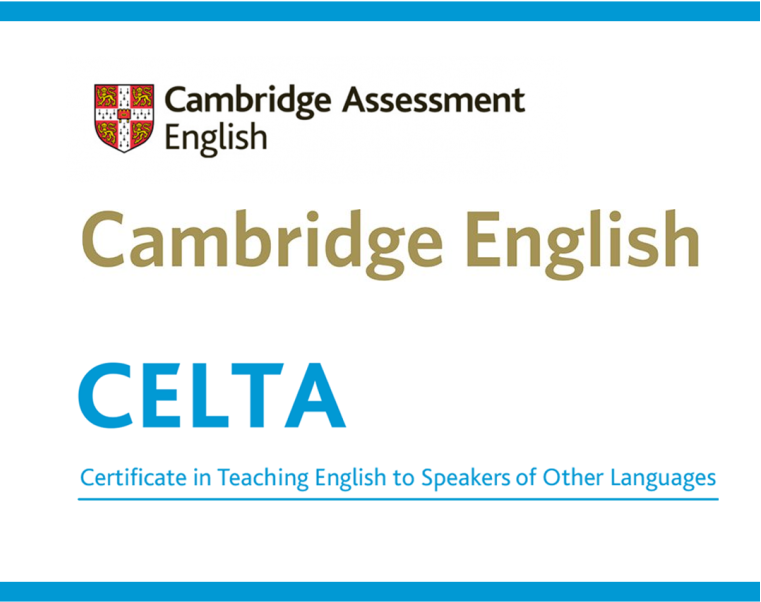 Cambridge Assessment
English
Cambridge English
CELTA
Certificate in Teaching English to Speakers of Other Languages